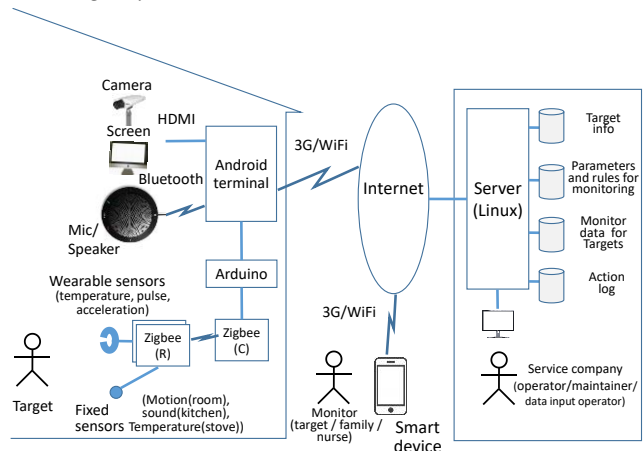 Camera
HDMI
Screen
Bluetooth
Mic/
Speaker
Android
terminal
Arduino
Wearable sensors
(temperature, pulse,
acceleration)
Zigbee
(R)
Zigbee
(C)
Target
Fixed
sensors
(Motion(room),
sound(kitchen),
Temperature(stove))
3G/WiFi
Internet
3G/WiFi
Monitor
(target / family /
nurse)
Smart
device
Server
(Linux)
Target
info
Parameters
and rules for
monitoring
Monitor
data for
Targets
Action
log
Service company
(operator/maintainer/
data input operator)